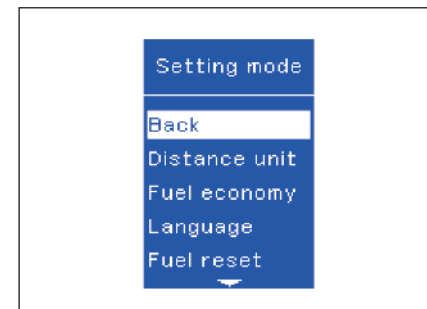 Setting mode
Back
Distance unit
Fuel economy
Language
Fuel reset